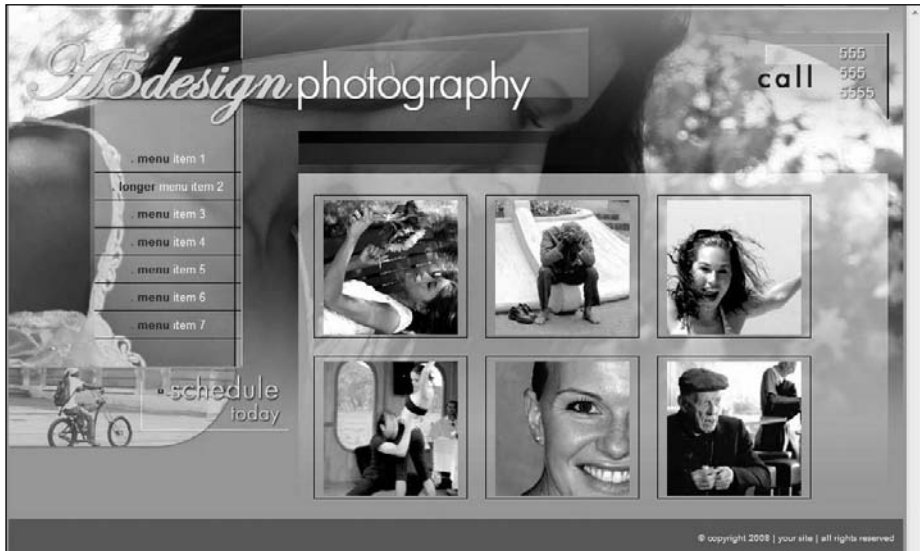 A5design photography
call
555
555
5555
. menu item 1
. longer menu item 2
. menu item 3
. menu item 4
. menu item 5
. menu item 6
. menu item 7
schedule
today
© copyright 2008 | your site | all rights reserved